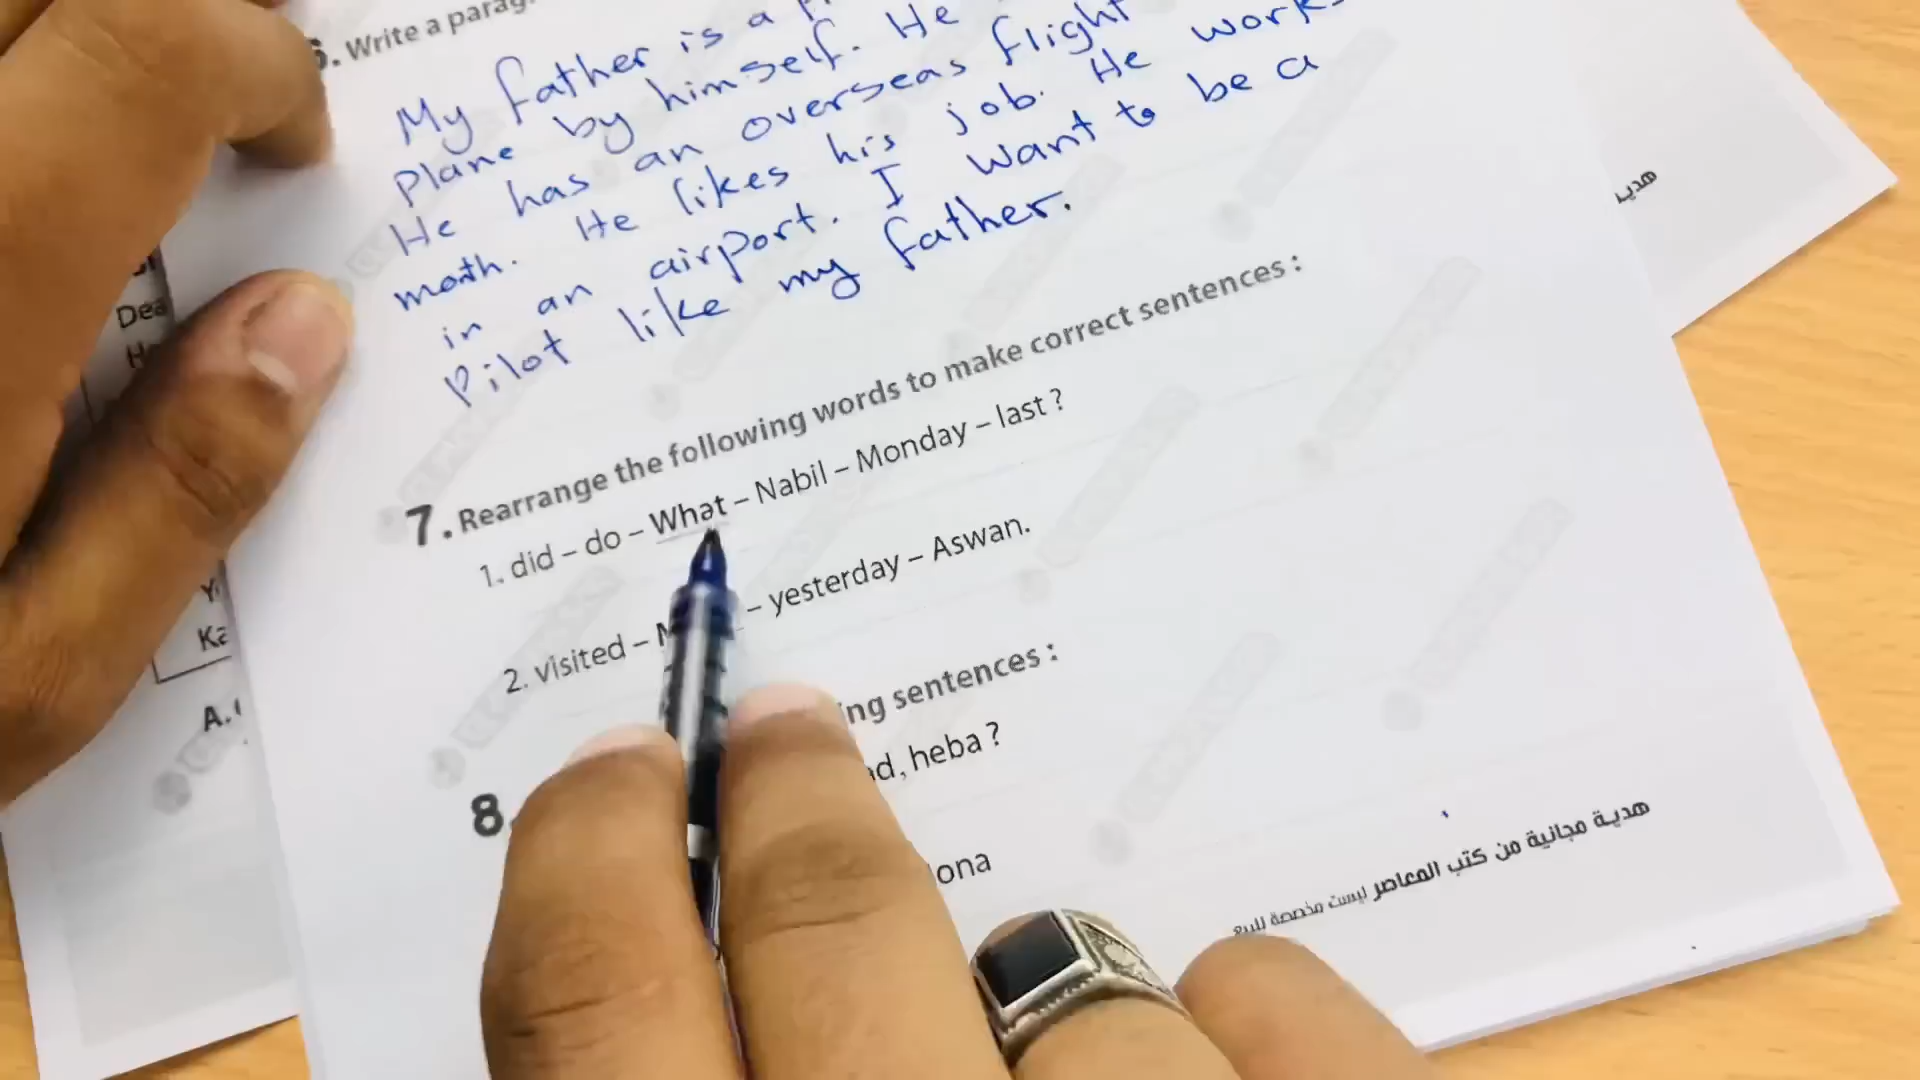 6. Write a parag
My father is a
plane by himself. He
He has an overseas flight
month. He likes his job. He works
in an airport. I want to be a
Pilot like my father.
7. Rearrange the following words to make correct sentences :
1. did – do – What – Nabil – Monday – last ?
2. visited – – yesterday – Aswan.
8. ing sentences :
, heba ?
ona
هدية مجانية من كتب المعاصر ليست مخصصة للبيع
Dea
Ka
A.